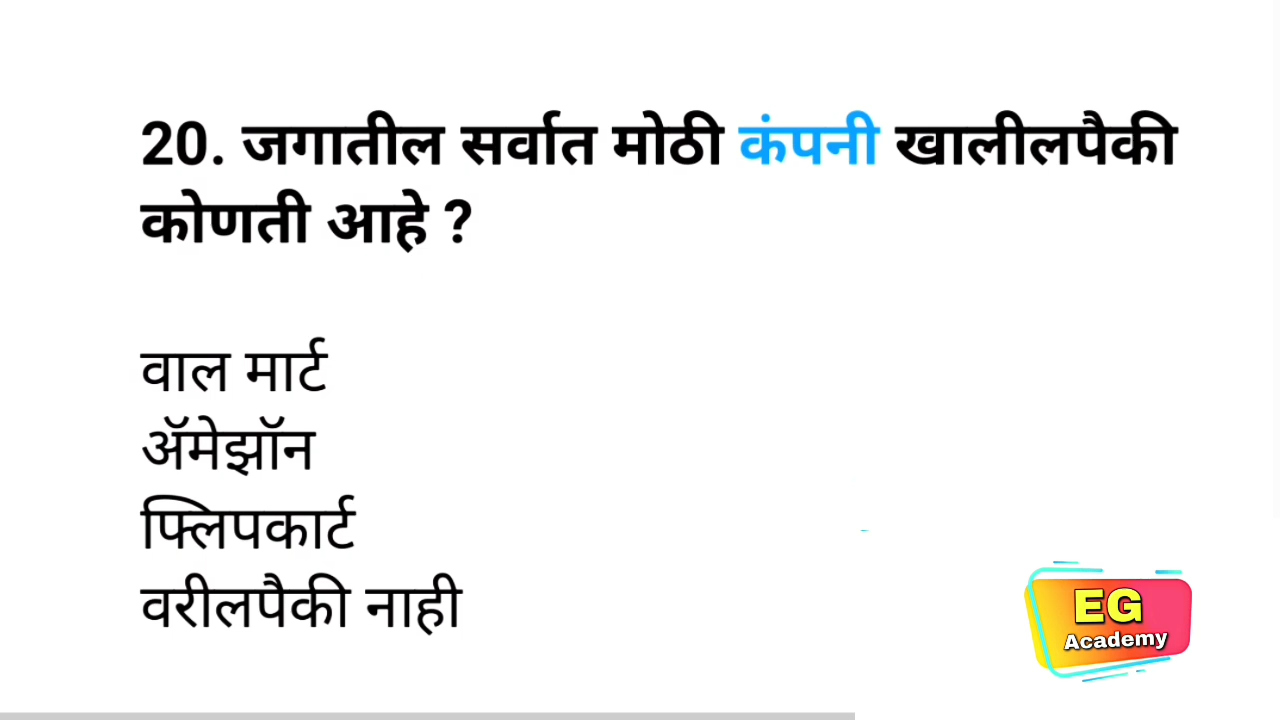 20. जगातील सर्वात मोठी कंपनी खालीलपैकी
कोणती आहे ?
वाल मार्ट
ॲमेझॉन
फ्लिपकार्ट
वरीलपैकी नाही
EG
Academy